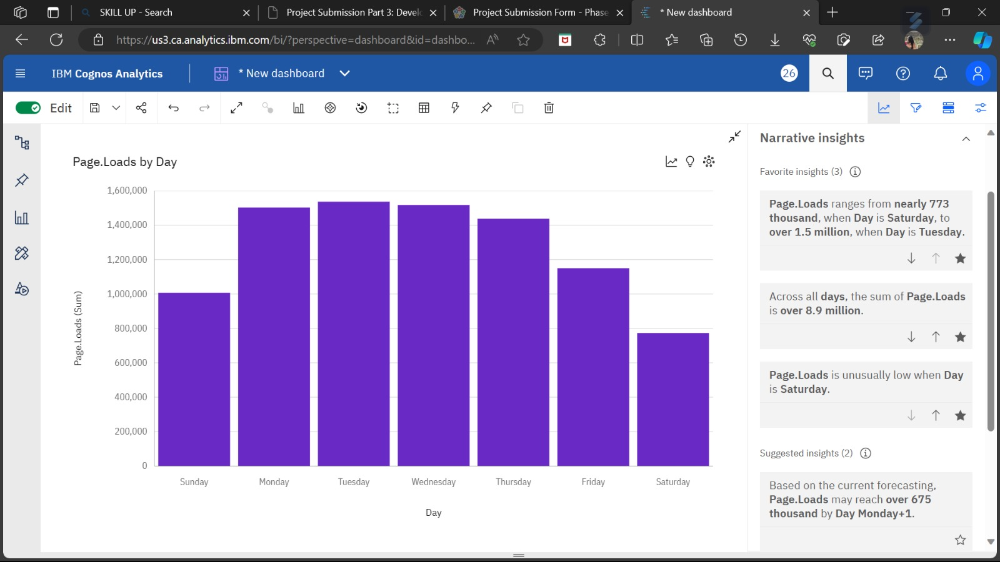 SKILL UP - Search
Project Submission Part 3: Devel
Project Submission Form - Phase
* New dashboard
https://us3.ca.analytics.ibm.com/bi/?perspective=dashboard&id=dashbo...
IBM Cognos Analytics
* New dashboard
26
Edit
Page.Loads by Day
1,600,000
1,400,000
1,200,000
1,000,000
800,000
600,000
400,000
200,000
0
Page.Loads (Sum)
Sunday
Monday
Tuesday
Wednesday
Thursday
Friday
Saturday
Day
Narrative insights
Favorite insights (3)
Page.Loads ranges from nearly 773
thousand, when Day is Saturday, to
over 1.5 million, when Day is Tuesday.
Across all days, the sum of Page.Loads
is over 8.9 million.
Page.Loads is unusually low when Day
is Saturday.
Suggested insights (2)
Based on the current forecasting,
Page.Loads may reach over 675
thousand by Day Monday+1.